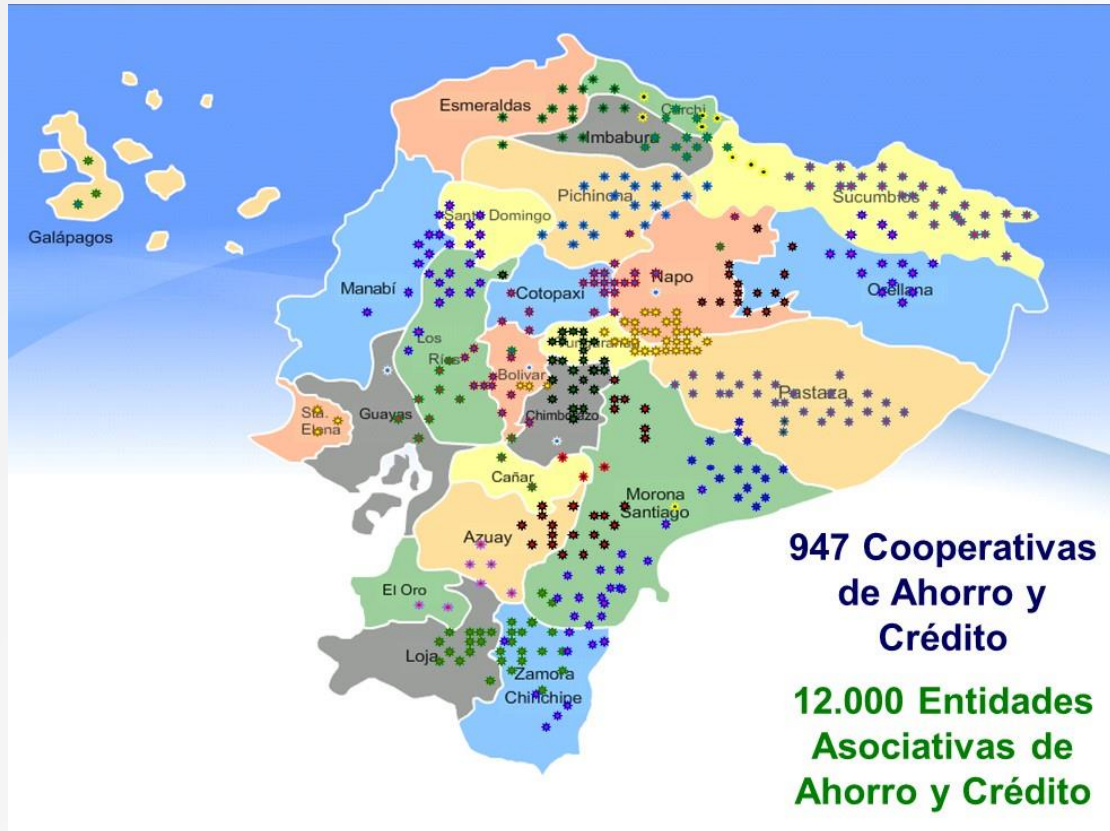 Esmeraldas
Carchi
Imbabura
Pichincha
Sucumbíos
Santo Domingo
Galápagos
Manabí
Cotopaxi
Napo
Orellana
Los
Ríos
Tungurahua
Bolívar
Pastaza
Sta.
Elena
Guayas
Chimborazo
Cañar
Morona
Santiago
Azuay
El Oro
Loja
Zamora
Chinchipe
947 Cooperativas
de Ahorro y
Crédito
12.000 Entidades
Asociativas de
Ahorro y Crédito